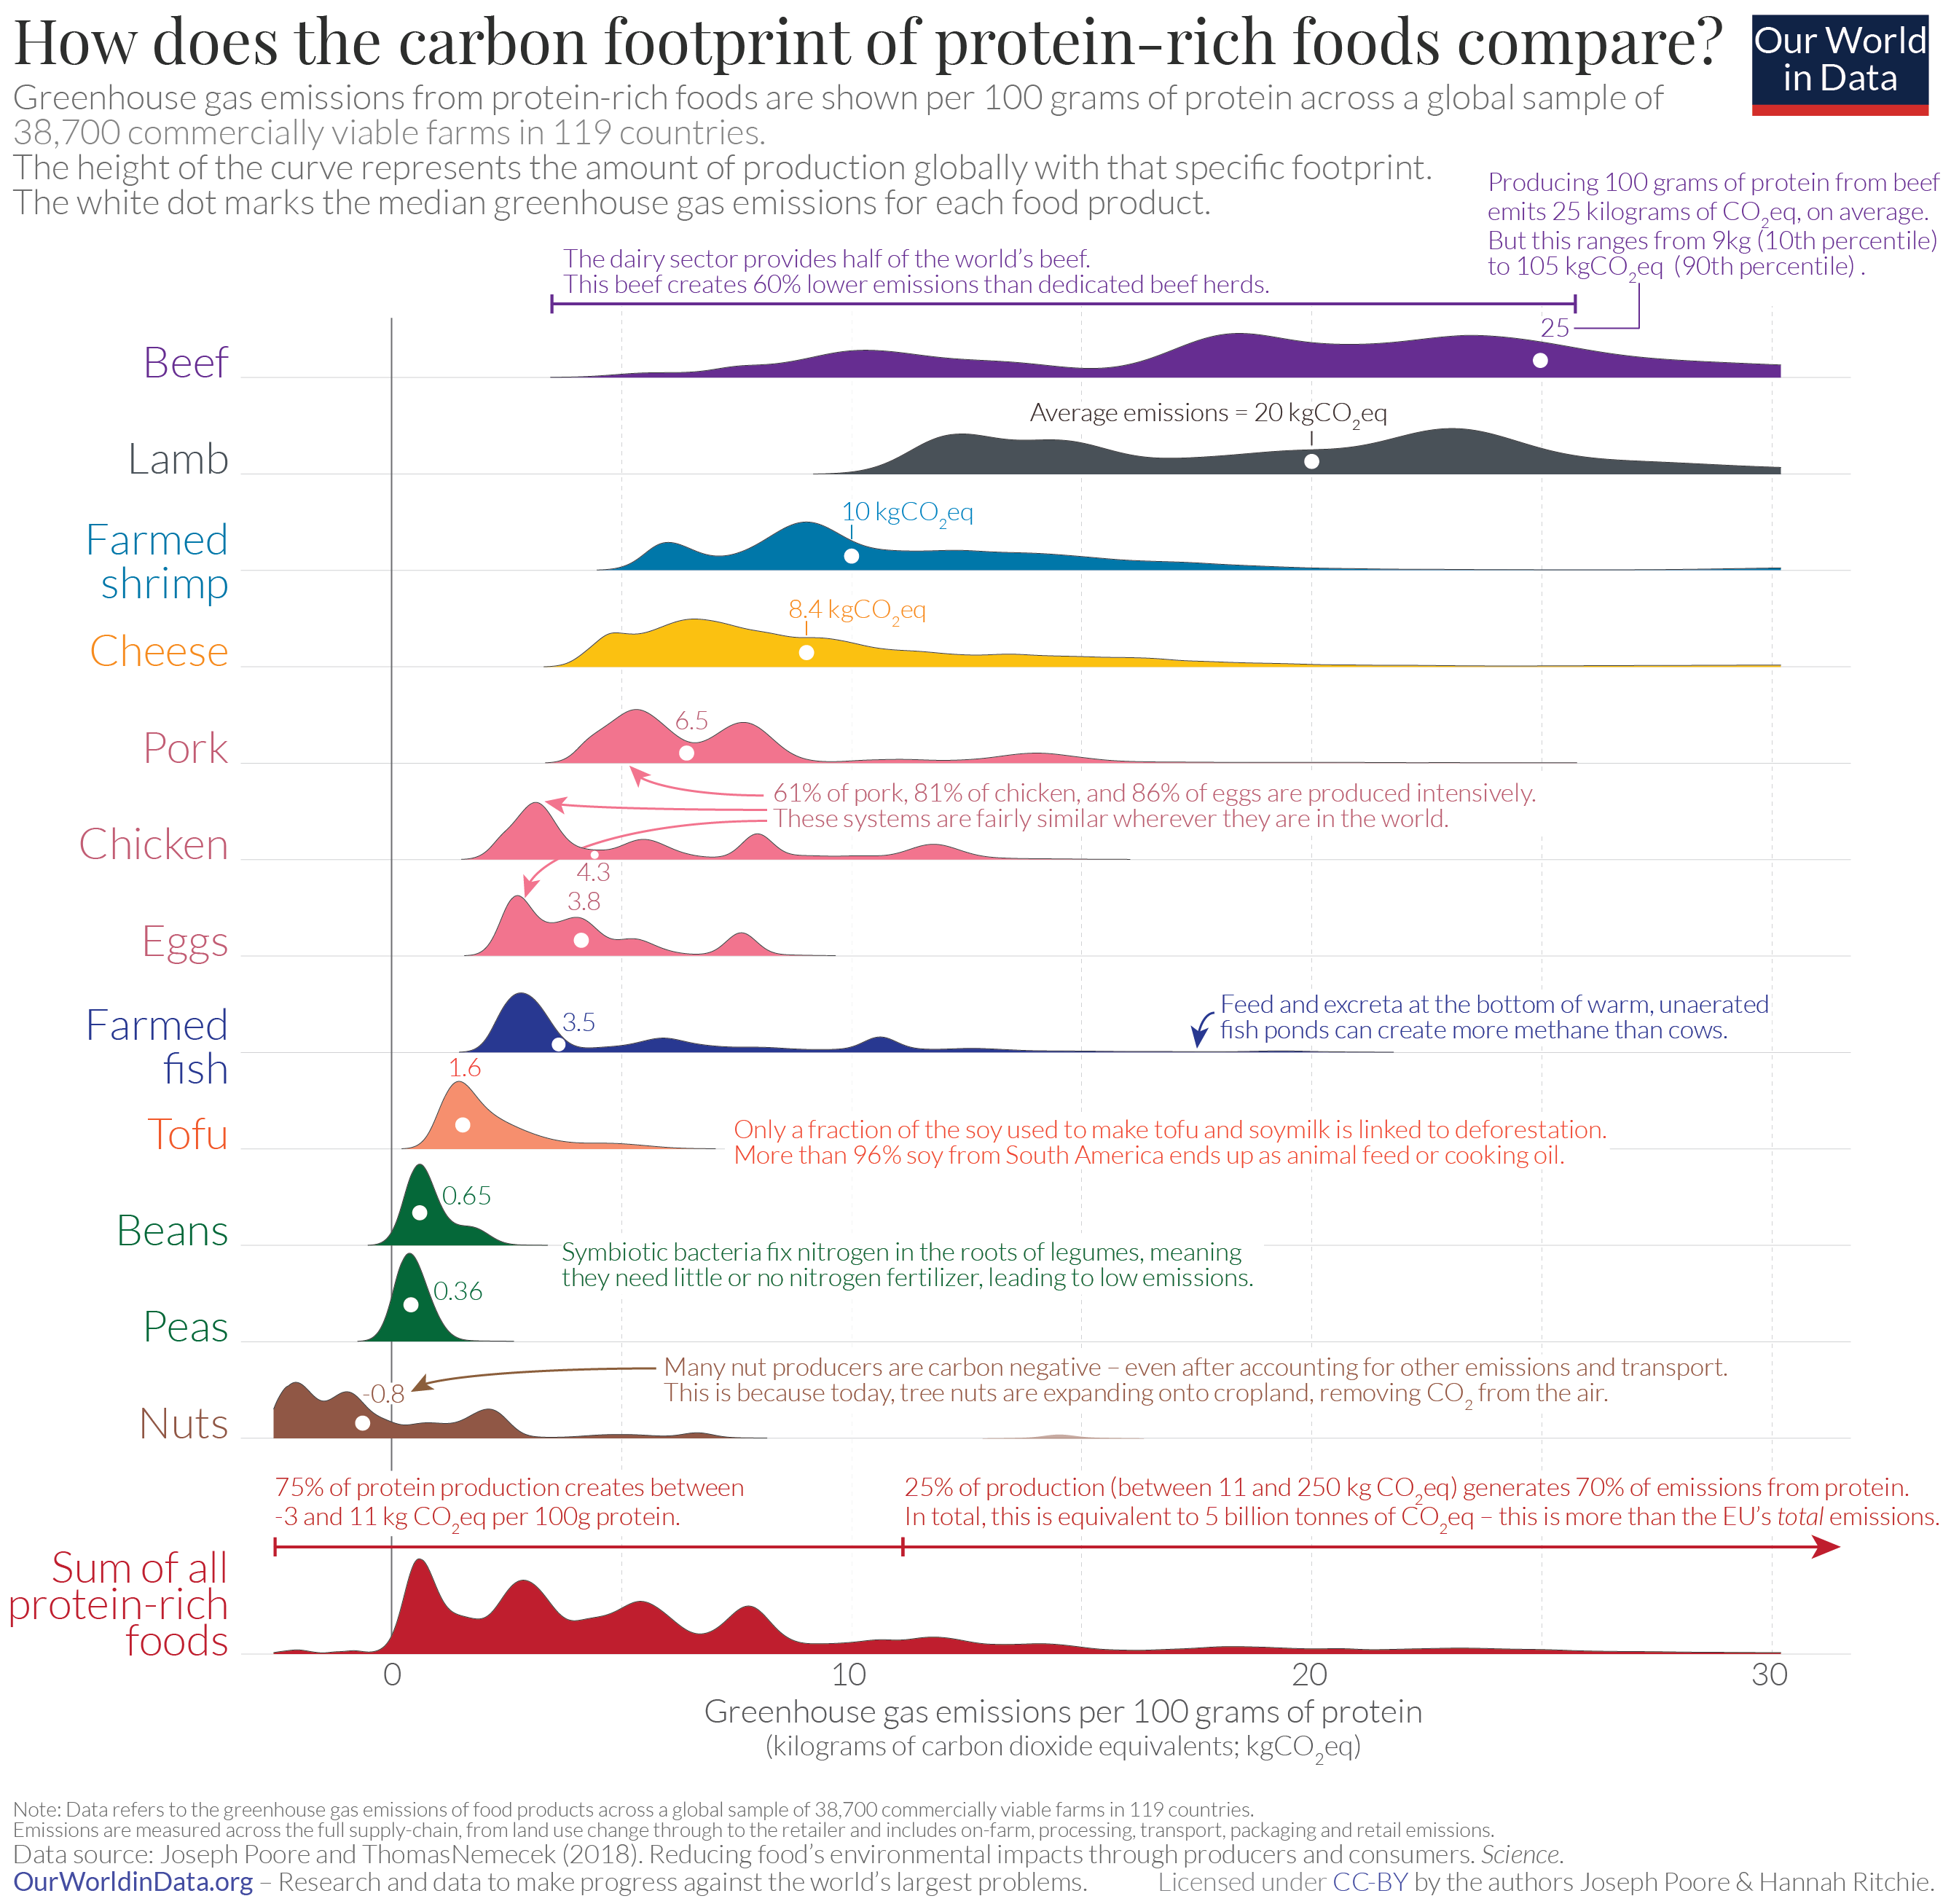 How does the carbon footprint of protein-rich foods compare?
Our World
in Data
Greenhouse gas emissions from protein-rich foods are shown per 100 grams of protein across a global sample of
38,700 commercially viable farms in 119 countries.
The height of the curve represents the amount of production globally with that specific footprint.
The white dot marks the median greenhouse gas emissions for each food product.
Producing 100 grams of protein from beef
emits 25 kilograms of CO₂eq, on average.
But this ranges from 9kg (10th percentile)
to 105 kgCO₂eq (90th percentile) .
The dairy sector provides half of the world's beef.
This beef creates 60% lower emissions than dedicated beef herds.
25
Beef
Average emissions = 20 kgCO₂eq
Lamb
10 kgCO₂eq
Farmed
shrimp
8.4 kgCO₂eq
Cheese
6.5
Pork
61% of pork, 81% of chicken, and 86% of eggs are produced intensively.
These systems are fairly similar wherever they are in the world.
Chicken
4.3
3.8
Eggs
Farmed
fish
3.5
Feed and excreta at the bottom of warm, unaerated
fish ponds can create more methane than cows.
1.6
Tofu
Only a fraction of the soy used to make tofu and soymilk is linked to deforestation.
More than 96% soy from South America ends up as animal feed or cooking oil.
0.65
Beans
Symbiotic bacteria fix nitrogen in the roots of legumes, meaning
they need little or no nitrogen fertilizer, leading to low emissions.
0.36
Peas
Many nut producers are carbon negative – even after accounting for other emissions and transport.
This is because today, tree nuts are expanding onto cropland, removing CO₂ from the air.
-0.8
Nuts
75% of protein production creates between
-3 and 11 kg CO₂eq per 100g protein.
25% of production (between 11 and 250 kg CO₂eq) generates 70% of emissions from protein.
In total, this is equivalent to 5 billion tonnes of CO₂eq – this is more than the EU's total emissions.
Sum of all
protein-rich
foods
0 10 20 30
Greenhouse gas emissions per 100 grams of protein
(kilograms of carbon dioxide equivalents; kgCO₂eq)
Note: Data refers to the greenhouse gas emissions of food products across a global sample of 38,700 commercially viable farms in 119 countries.
Emissions are measured across the full supply-chain, from land use change through to the retailer and includes on-farm, processing, transport, packaging and retail emissions.
Data source: Joseph Poore and ThomasNemecek (2018). Reducing food's environmental impacts through producers and consumers. Science.
OurWorldinData.org – Research and data to make progress against the world's largest problems.
Licensed under CC-BY by the authors Joseph Poore & Hannah Ritchie.